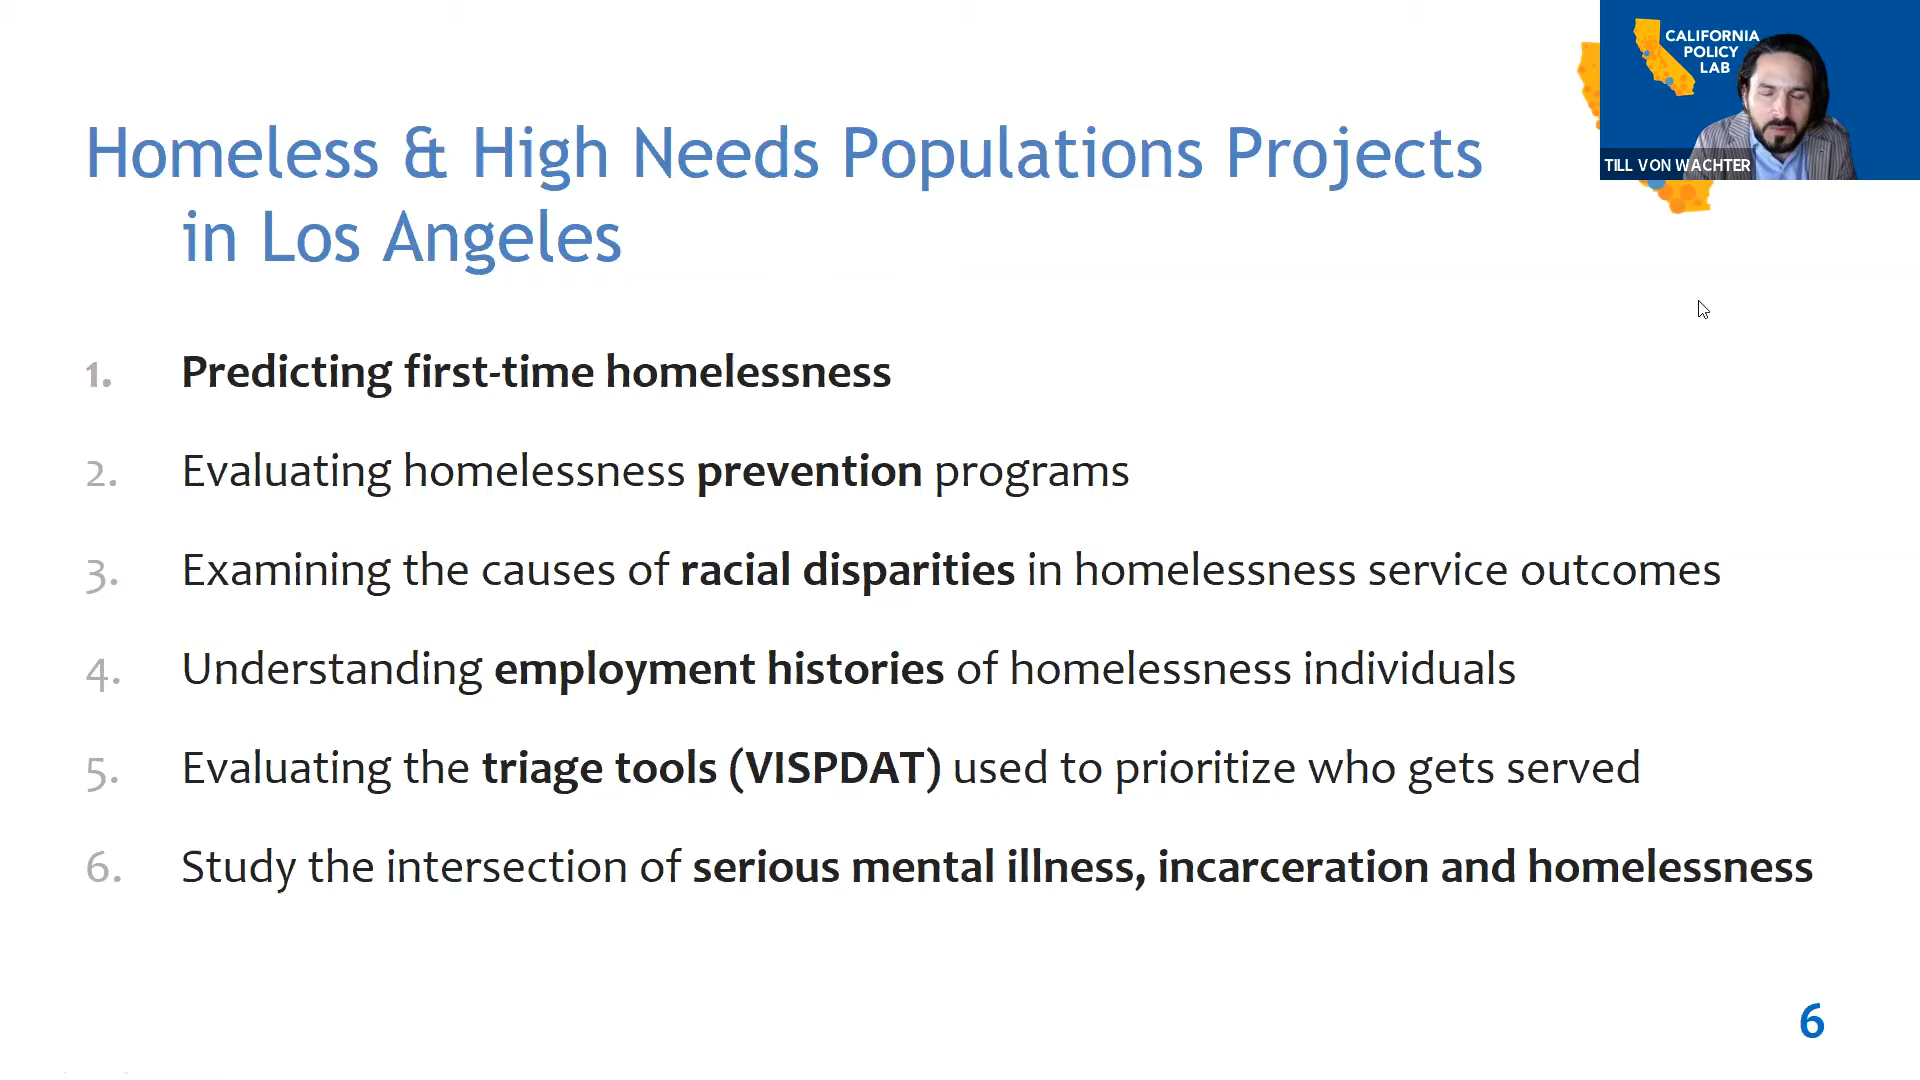 CALIFORNIA
POLICY
LAB
TILL VON WACHTER
Homeless & High Needs Populations Projects
in Los Angeles
1. Predicting first-time homelessness
2. Evaluating homelessness prevention programs
3. Examining the causes of racial disparities in homelessness service outcomes
4. Understanding employment histories of homelessness individuals
5. Evaluating the triage tools (VISPDAT) used to prioritize who gets served
6. Study the intersection of serious mental illness, incarceration and homelessness
6